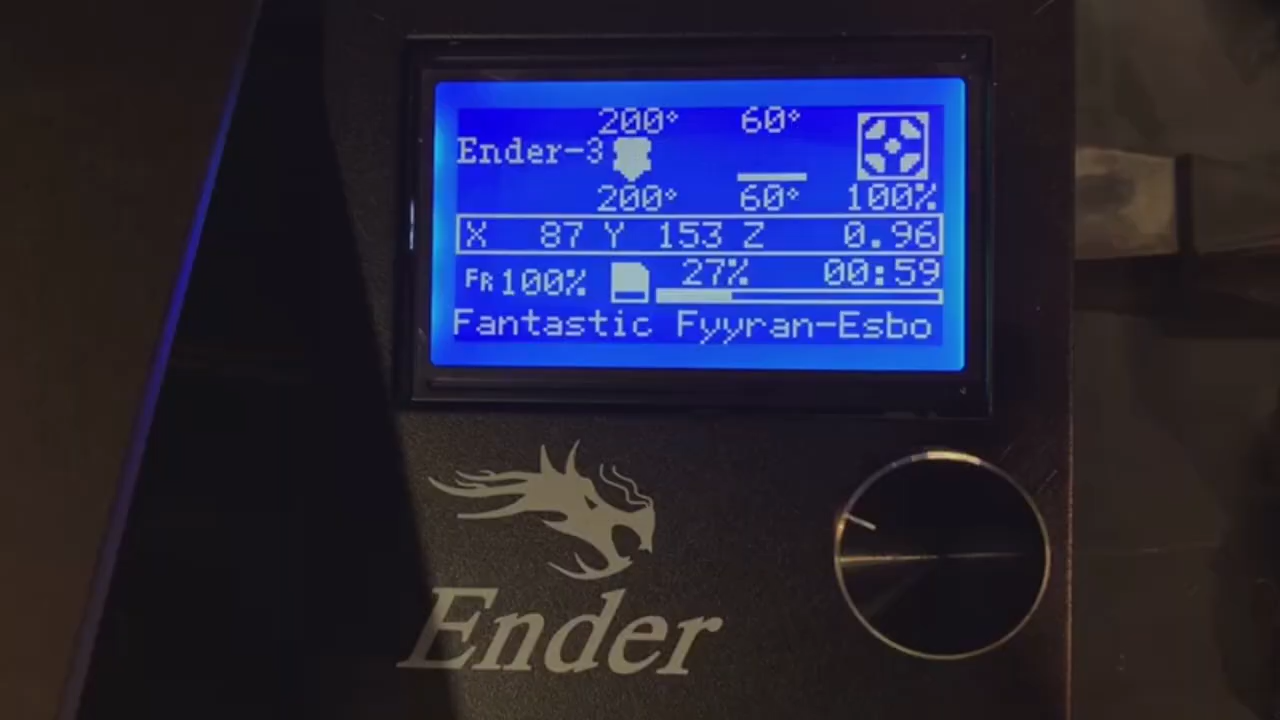 200° 60°
Ender-3
200° 60° 100%
X 87 Y 153 Z 0.96
FR 100% 27% 00:59
Fantastic Fyyran-Esbo
Ender